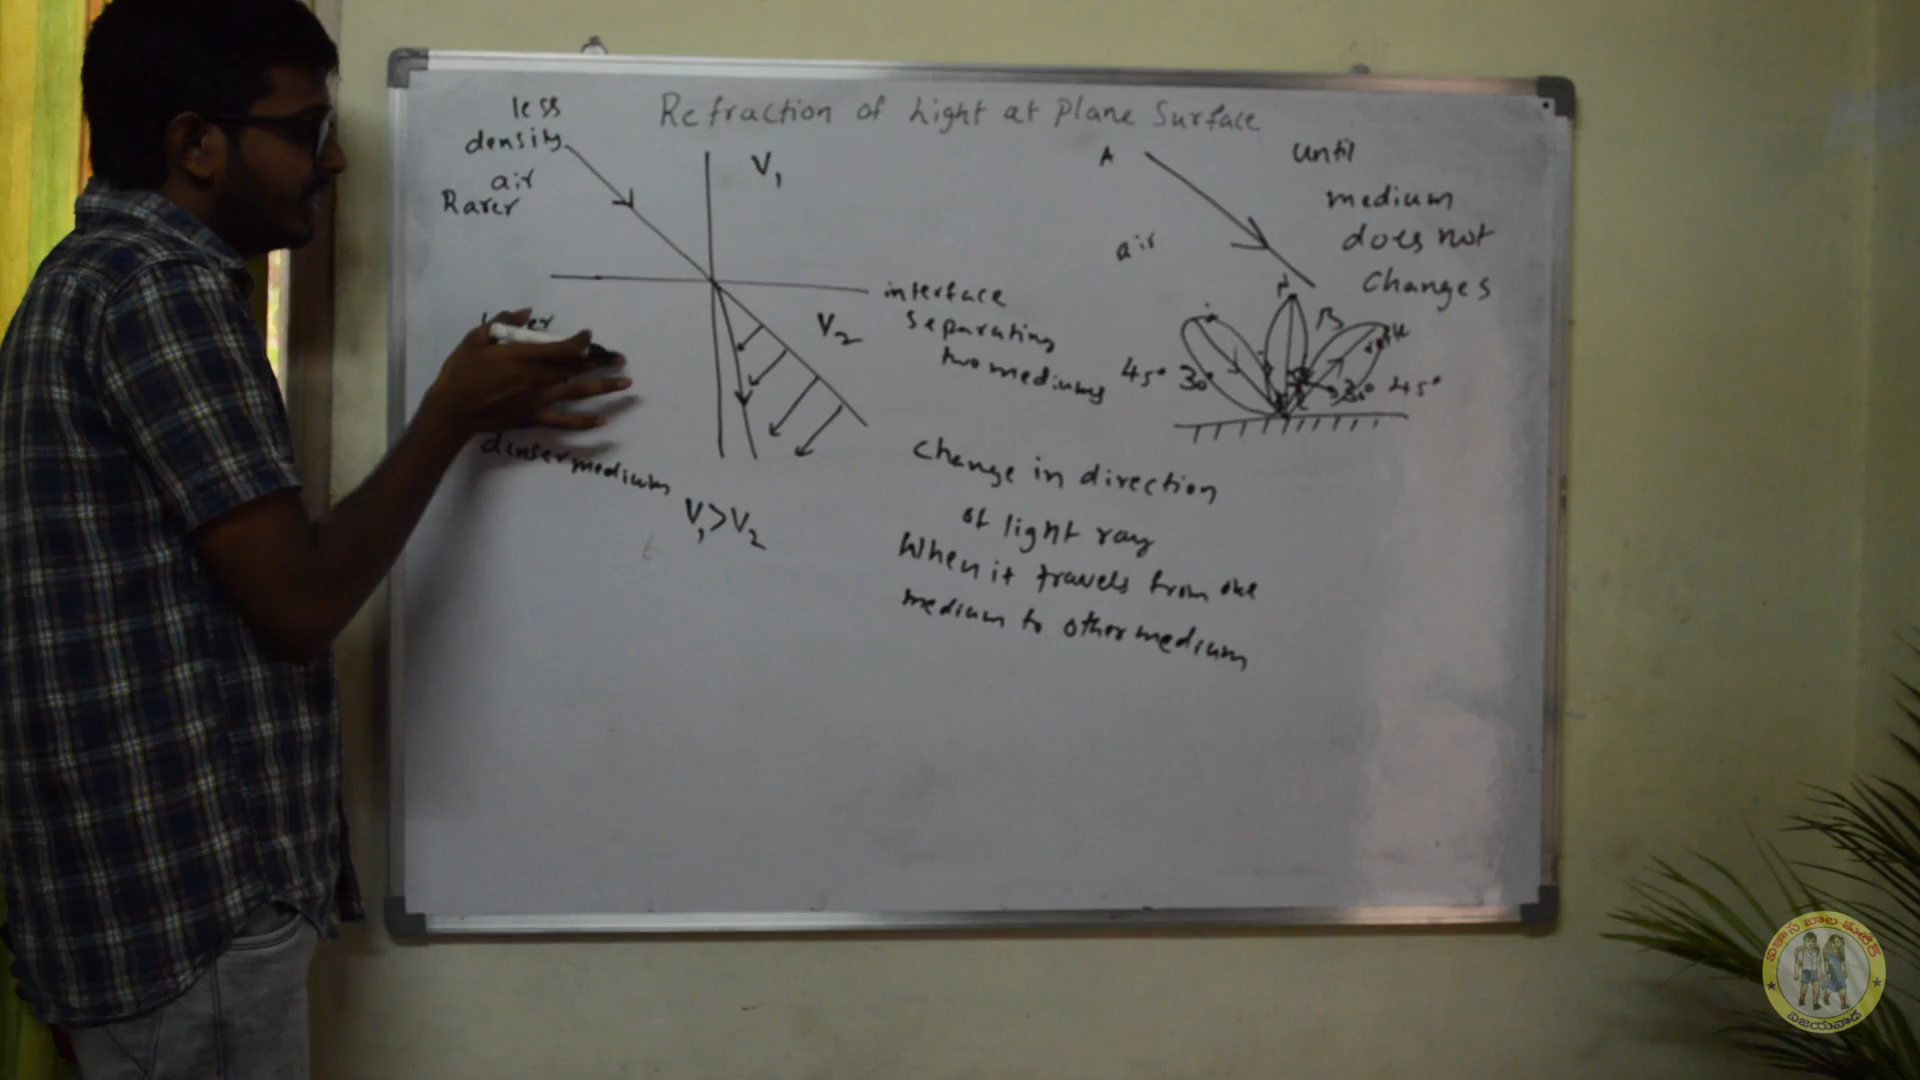 Refraction of Light at Plane Surface
less
density
air
Rarer
V₁
interface
separating
two mediums
V₂
denser medium
V₁>V₂
A
air
until
medium
does not
changes
N
B
45° 30°
30° 45°
change in direction
of light ray
When it travels from one
medium to other medium
వికాస బాల కుటీర్
విజయవాడ